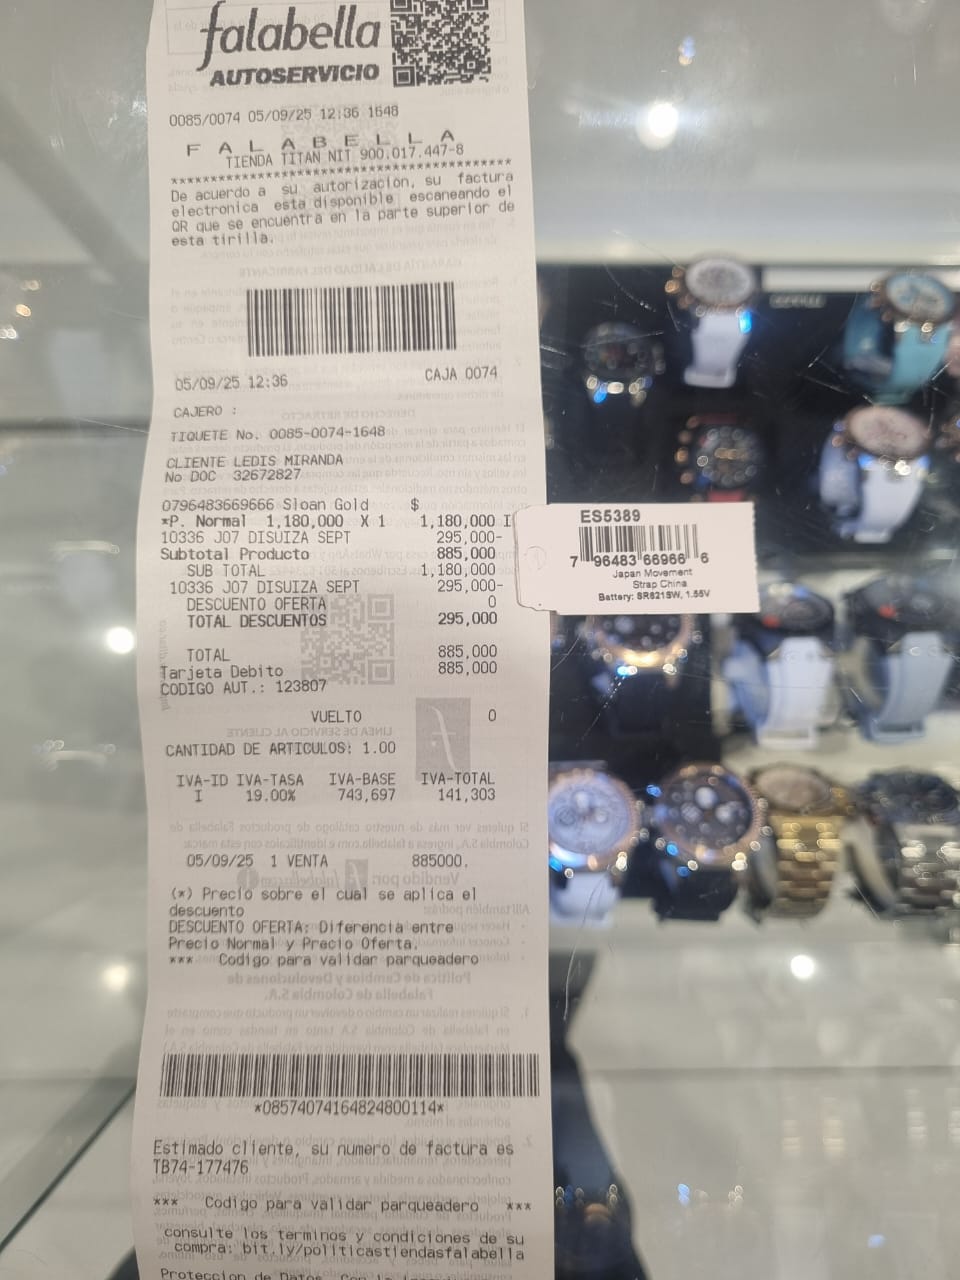 falabella
AUTOSERVICIO
0085/0074 05/09/25 12:36 1648
F A L A B E L L A
TIENDA TITAN NIT 900.017.447-8
****************************************
De acuerdo a su autorización, su factura
electronica esta disponible escaneando el
QR que se encuentra en la parte superior de
esta tirilla.
05/09/25 12:36 CAJA 0074
CAJERO :
TIQUETE No. 0085-0074-1648
CLIENTE LEDIS MIRANDA
No DOC 32672827
0796483669666 Sloan Gold $
*P. Normal 1,180,000 X 1 1,180,000 I
10336 J07 DISUIZA SEPT 295,000-
Subtotal Producto 885,000
SUB TOTAL 1,180,000
10336 J07 DISUIZA SEPT 295,000-
DESCUENTO OFERTA 0
TOTAL DESCUENTOS 295,000
TOTAL 885,000
Tarjeta Debito 885,000
CODIGO AUT.: 123807
VUELTO 0
CANTIDAD DE ARTICULOS: 1.00
IVA-ID IVA-TASA IVA-BASE IVA-TOTAL
I 19.00% 743,697 141,303
05/09/25 1 VENTA 885000.
(*) Precio sobre el cual se aplica el
descuento
DESCUENTO OFERTA: Diferencia entre
Precio Normal y Precio Oferta.
*** Codigo para validar parqueadero
*08574074164824800114*
Estimado cliente, su numero de factura es
TB74-177476
*** Codigo para validar parqueadero ***
consulte los terminos y condiciones de su
compra: bit.ly/politicastiendasfalabella
Proteccion de Datos.
ES5389
7 96483 66966 6
Japan Movement
Strap China
Battery: SR621SW, 1.55V